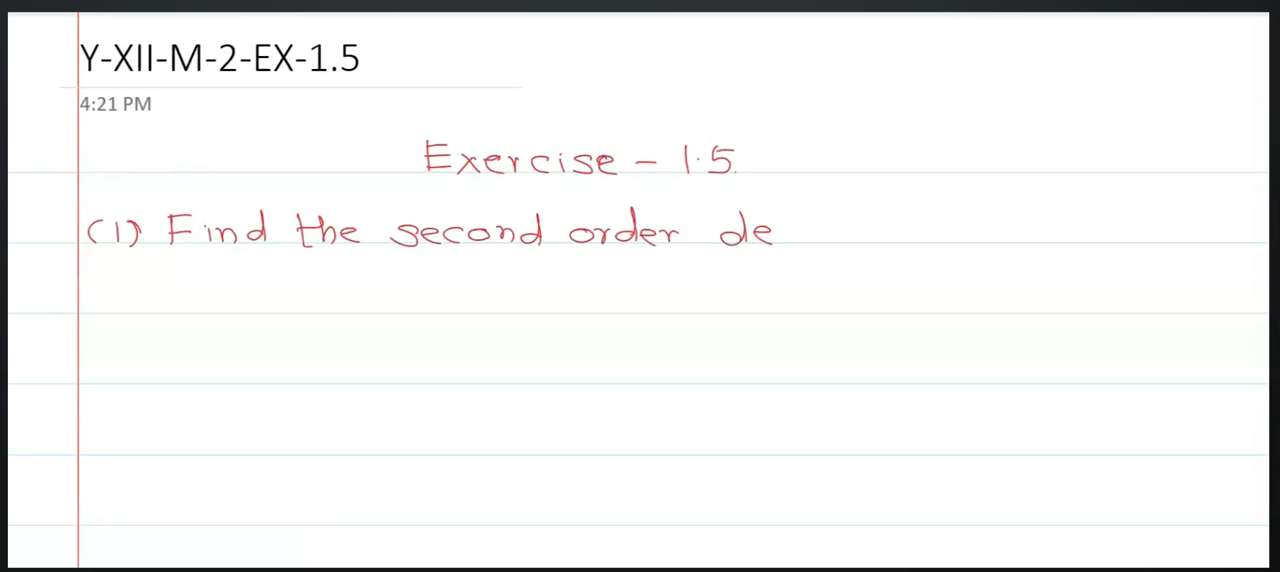 Y-XII-M-2-EX-1.5
4:21 PM
Exercise - 1.5.
(1) Find the second order de